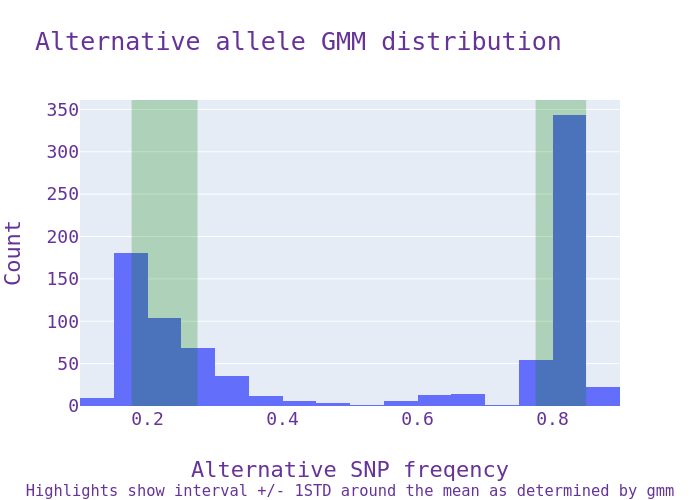 Alternative allele GMM distribution
350
300
250
200
150
100
50
0
Count
0.2 0.4 0.6 0.8
Alternative SNP freqency
Highlights show interval +/- 1STD around the mean as determined by gmm